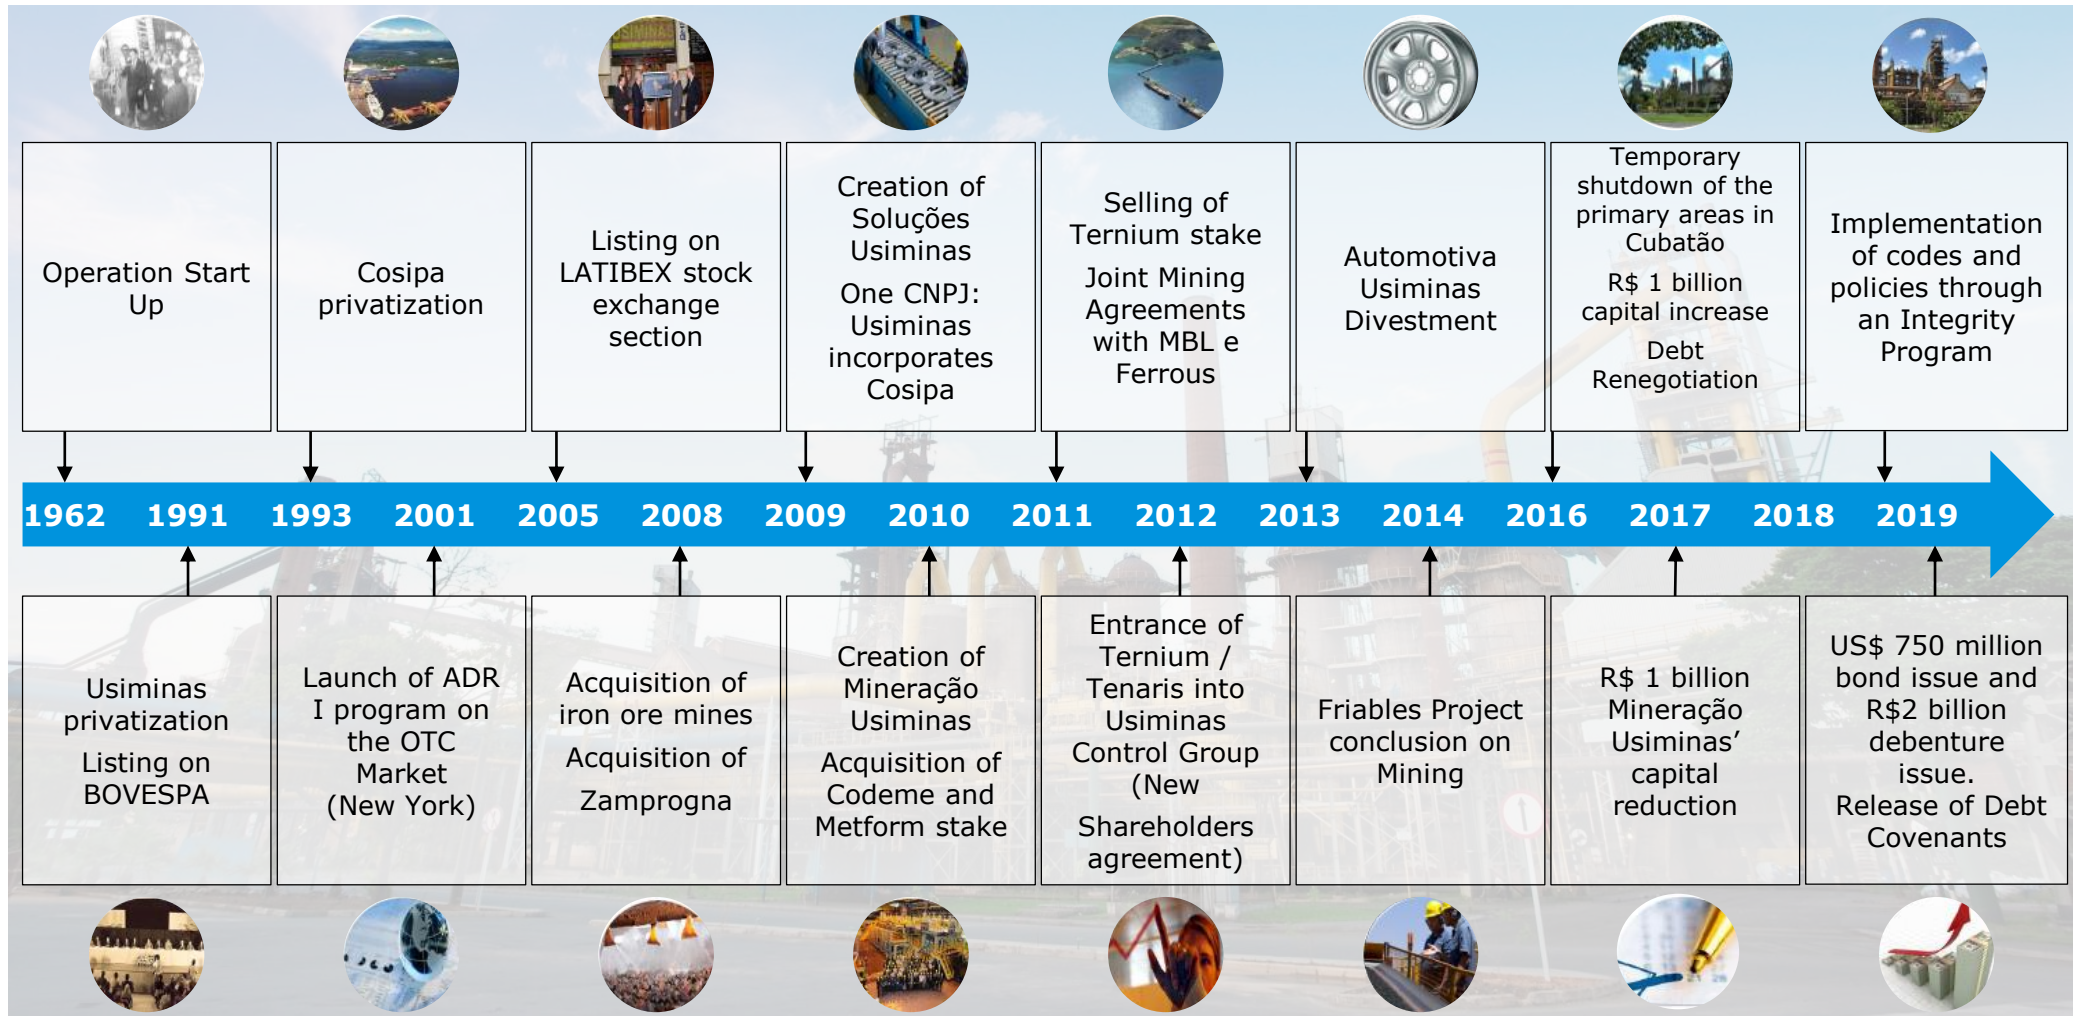 USIMINAS
Operation Start
Up
Cosipa
privatization
Listing on
LATIBEX stock
exchange
section
Creation of
Soluções
Usiminas
One CNPJ:
Usiminas
incorporates
Cosipa
Selling of
Ternium stake
Joint Mining
Agreements
with MBL e
Ferrous
Automotiva
Usiminas
Divestment
Temporary
shutdown of the
primary areas in
Cubatão
R$ 1 billion
capital increase
Debt
Renegotiation
Implementation
of codes and
policies through
an Integrity
Program
1962 1991 1993 2001 2005 2008 2009 2010 2011 2012 2013 2014 2016 2017 2018 2019
Usiminas
privatization
Listing on
BOVESPA
Launch of ADR
I program on
the OTC
Market
(New York)
Acquisition of
iron ore mines
Acquisition of
Zamprogna
Creation of
Mineração
Usiminas
Acquisition of
Codeme and
Metform stake
Entrance of
Ternium /
Tenaris into
Usiminas
Control Group
(New
Shareholders
agreement)
Friables Project
conclusion on
Mining
R$ 1 billion
Mineração
Usiminas’
capital
reduction
US$ 750 million
bond issue and
R$2 billion
debenture
issue.
Release of Debt
Covenants